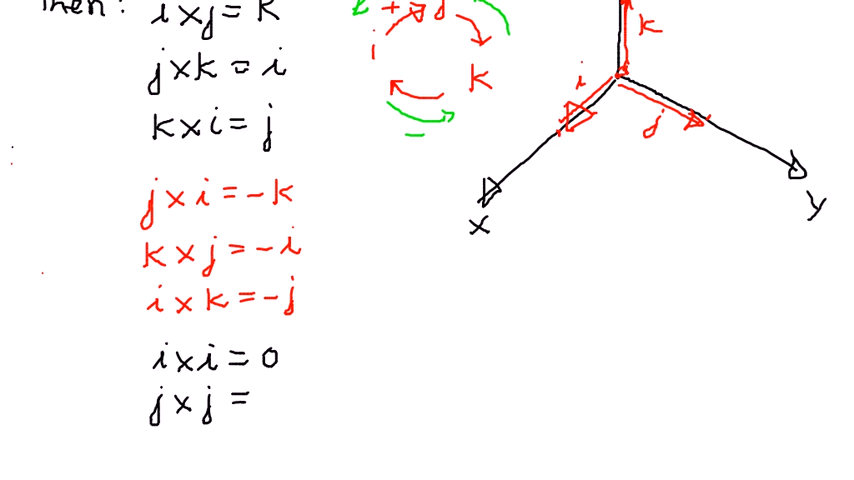 Then: i x j = k
j x k = i
k x i = j
j x i = - k
k x j = - i
i x k = - j
i x i = 0
j x j =
+ j
i
k
−
k
i
j
x
y